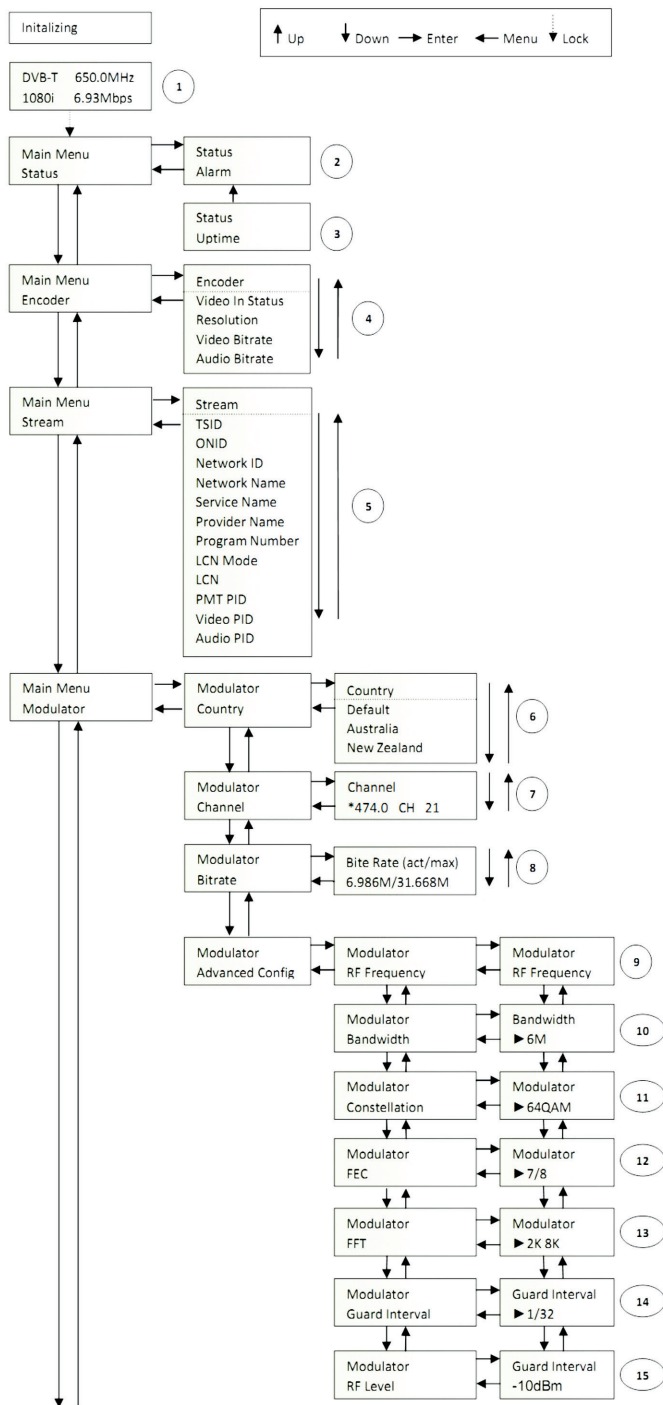 Initalizing
Up Down Enter Menu Lock
DVB-T 650.0MHz
1080i 6.93Mbps
1
Main Menu
Status
Status
Alarm
2
Status
Uptime
3
Main Menu
Encoder
Encoder
Video In Status
Resolution
Video Bitrate
Audio Bitrate
4
Main Menu
Stream
Stream
TSID
ONID
Network ID
Network Name
Service Name
Provider Name
Program Number
LCN Mode
LCN
PMT PID
Video PID
Audio PID
5
Main Menu
Modulator
Modulator
Country
Country
Default
Australia
New Zealand
6
Modulator
Channel
Channel
*474.0 CH 21
7
Modulator
Bitrate
Bite Rate (act/max)
6.986M/31.668M
8
Modulator
Advanced Config
Modulator
RF Frequency
Modulator
RF Frequency
9
Modulator
Bandwidth
Bandwidth
►6M
10
Modulator
Constellation
Modulator
►64QAM
11
Modulator
FEC
Modulator
►7/8
12
Modulator
FFT
Modulator
►2K 8K
13
Modulator
Guard Interval
Guard Interval
►1/32
14
Modulator
RF Level
Guard Interval
-10dBm
15